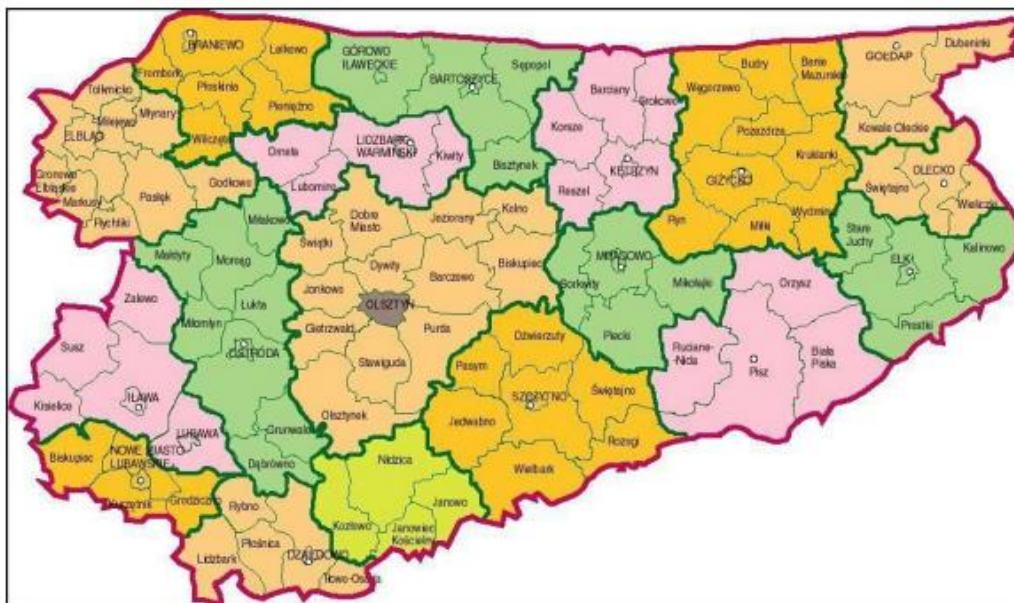 BRANIEWO
Lelkowo
Frombork
Płoskinia
Pieniężno
Wilczęta
GÓROWO
IŁAWECKIE
BARTOSZYCE
Sępopol
Bisztynek
Barciany
Srokowo
Korsze
KĘTRZYN
Reszel
Budry
Banie
Mazurskie
Węgorzewo
Pozezdrze
Kruklanki
GIŻYCKO
Ryn
Miłki
Wydminy
GOŁDAP
Dubeninki
Kowale Oleckie
OLECKO
Świętajno
Wieliczki
Tolkmicko
Młynary
Milejewo
ELBLĄG
Gronowo
Elbląskie
Markusy
Pasłęk
Godkowo
Rychliki
Orneta
LIDZBARK
WARMIŃSKI
Kiwity
Lubomino
Miłakowo
Małdyty
Morąg
Łukta
Miłomłyn
OSTRÓDA
Grunwald
Dąbrówno
Dobre
Miasto
Jeziorany
Kolno
Świątki
Dywity
Barczewo
Biskupiec
Jonkowo
OLSZTYN
Gietrzwałd
Purda
Stawiguda
Olsztynek
MRĄGOWO
Sorkwity
Mikołajki
Piecki
Stare
Juchy
EŁK
Kalinowo
Prostki
Orzysz
Ruciane-
Nida
Pisz
Biała
Piska
Zalewo
Susz
Kisielice
IŁAWA
LUBAWA
Biskupiec
NOWE MIASTO
LUBAWSKIE
Kurzętnik
Grodziczno
Rybno
Płośnica
Lidzbark
DZIAŁDOWO
Iłowo-Osada
Nidzica
Kozłowo
Janowo
Janowiec
Kościelny
Dźwierzuty
Pasym
Świętajno
SZCZYTNO
Jedwabno
Rozogi
Wielbark